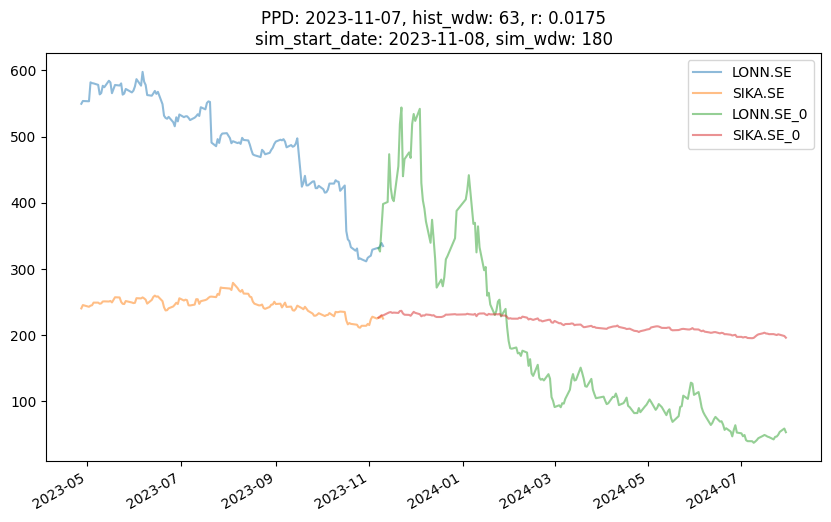 PPD: 2023-11-07, hist_wdw: 63, r: 0.0175
sim_start_date: 2023-11-08, sim_wdw: 180
600
500
400
300
200
100
LONN.SE
SIKA.SE
LONN.SE_0
SIKA.SE_0
2023-05
2023-07
2023-09
2023-11
2024-01
2024-03
2024-05
2024-07